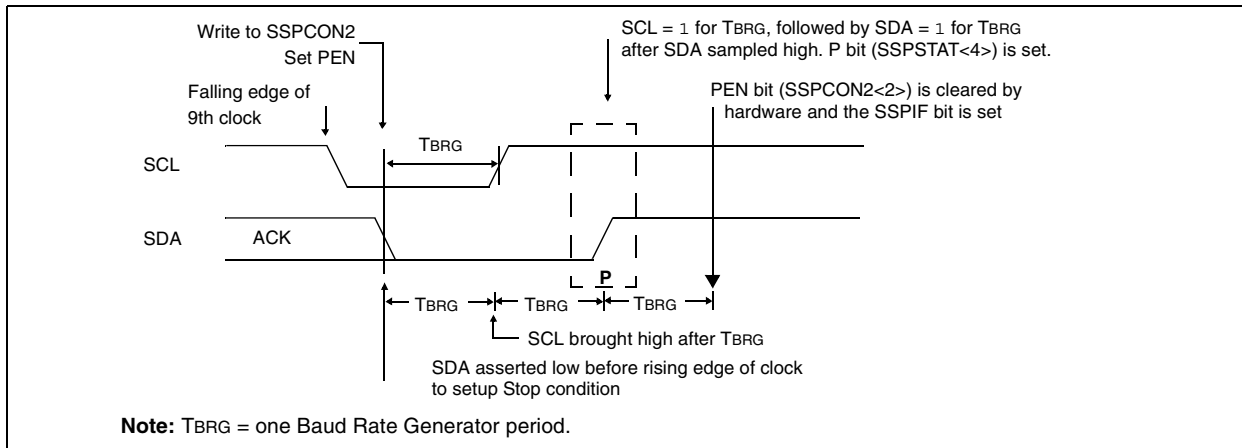 Write to SSPCON2
Set PEN
SCL = 1 for TBRG, followed by SDA = 1 for TBRG
after SDA sampled high. P bit (SSPSTAT<4>) is set.
Falling edge of
9th clock
PEN bit (SSPCON2<2>) is cleared by
hardware and the SSPIF bit is set
TBRG
SCL
SDA
ACK
P
TBRG
TBRG
TBRG
SCL brought high after TBRG
SDA asserted low before rising edge of clock
to setup Stop condition
Note: TBRG = one Baud Rate Generator period.